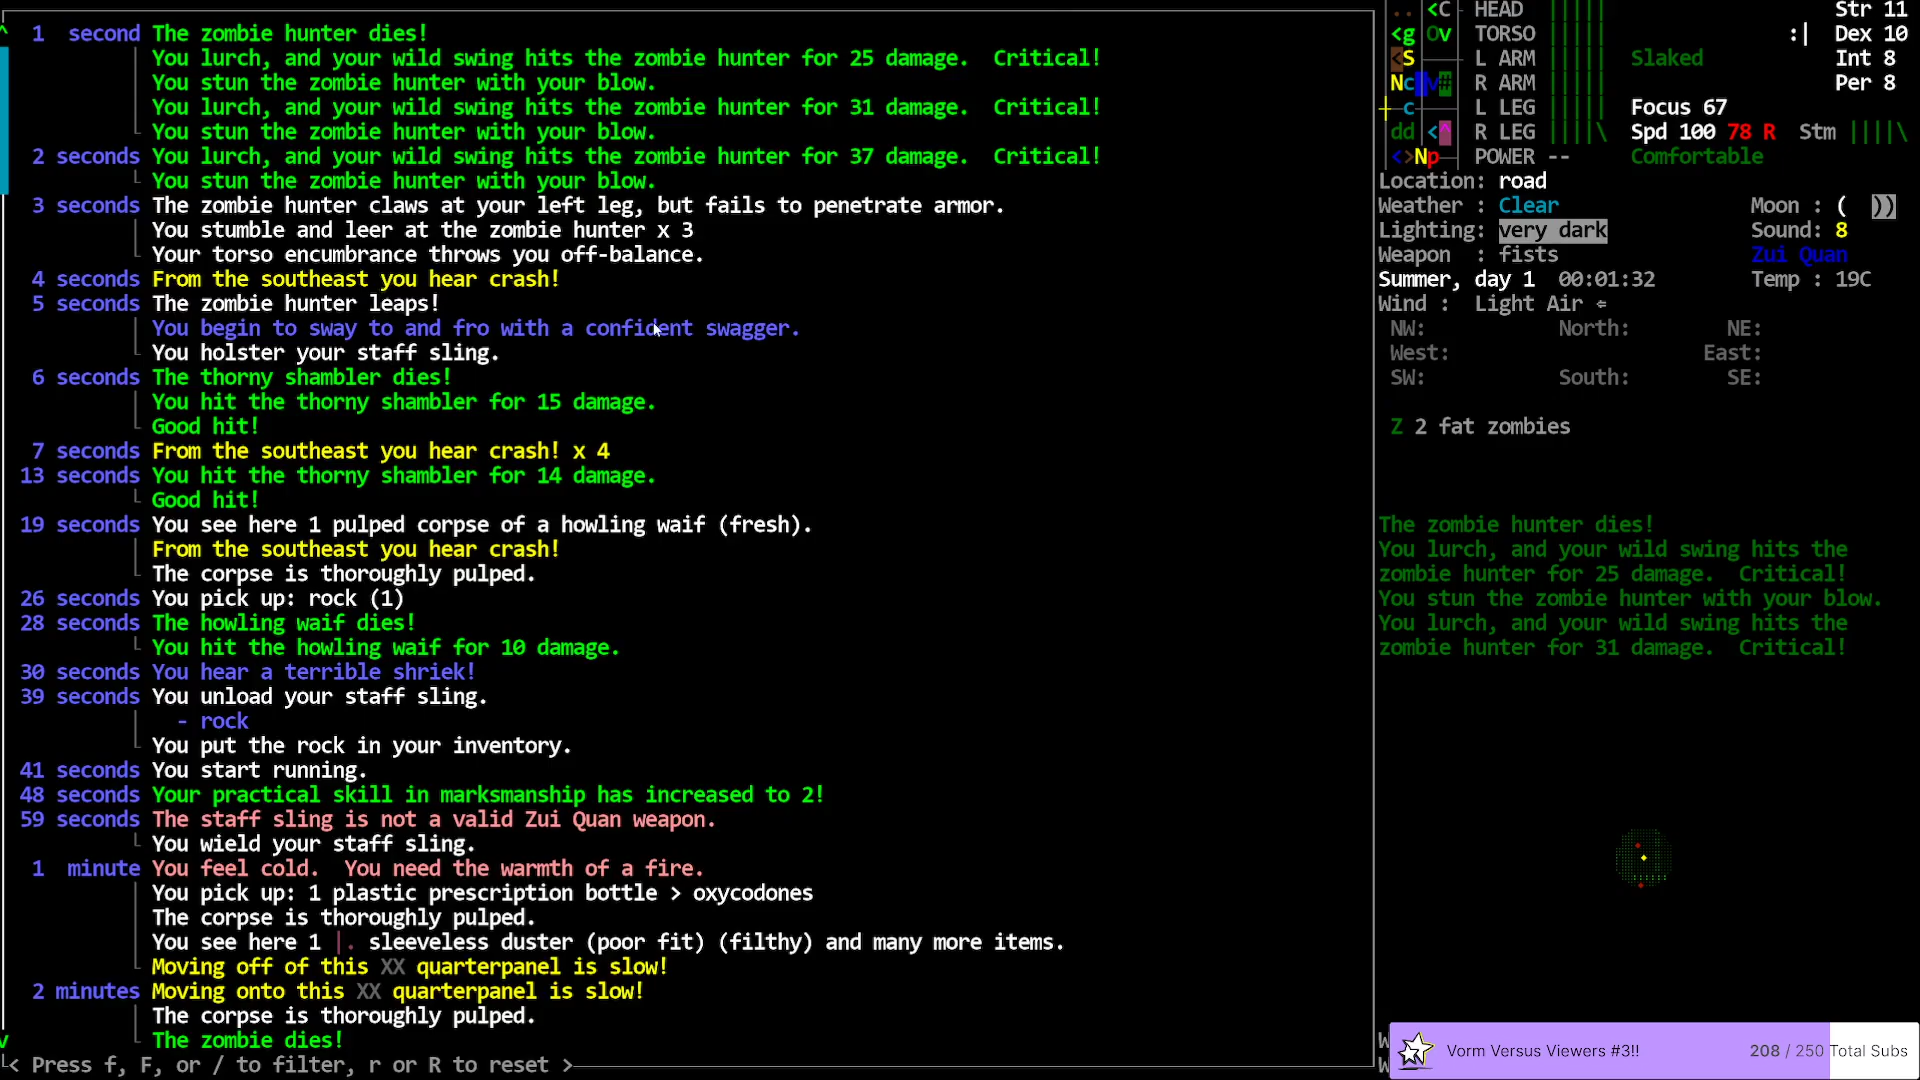 1 second The zombie hunter dies!
You lurch, and your wild swing hits the zombie hunter for 25 damage. Critical!
You stun the zombie hunter with your blow.
You lurch, and your wild swing hits the zombie hunter for 31 damage. Critical!
You stun the zombie hunter with your blow.
2 seconds You lurch, and your wild swing hits the zombie hunter for 37 damage. Critical!
You stun the zombie hunter with your blow.
3 seconds The zombie hunter claws at your left leg, but fails to penetrate armor.
You stumble and leer at the zombie hunter x 3
Your torso encumbrance throws you off-balance.
4 seconds From the southeast you hear crash!
5 seconds The zombie hunter leaps!
You begin to sway to and fro with a confident swagger.
You holster your staff sling.
6 seconds The thorny shambler dies!
You hit the thorny shambler for 15 damage.
Good hit!
7 seconds From the southeast you hear crash! x 4
13 seconds You hit the thorny shambler for 14 damage.
Good hit!
19 seconds You see here 1 pulped corpse of a howling waif (fresh).
From the southeast you hear crash!
The corpse is thoroughly pulped.
26 seconds You pick up: rock (1)
28 seconds The howling waif dies!
You hit the howling waif for 10 damage.
30 seconds You hear a terrible shriek!
39 seconds You unload your staff sling.
- rock
You put the rock in your inventory.
41 seconds You start running.
48 seconds Your practical skill in marksmanship has increased to 2!
59 seconds The staff sling is not a valid Zui Quan weapon.
You wield your staff sling.
1 minute You feel cold. You need the warmth of a fire.
You pick up: 1 plastic prescription bottle > oxycodones
The corpse is thoroughly pulped.
You see here 1 |. sleeveless duster (poor fit) (filthy) and many more items.
Moving off of this XX quarterpanel is slow!
2 minutes Moving onto this XX quarterpanel is slow!
The corpse is thoroughly pulped.
The zombie dies!
< Press f, F, or / to filter, r or R to reset >
.. <C HEAD ||||| Str 11
<g Ov TORSO ||||| :| Dex 10
<S L ARM ||||| Slaked Int 8
Nc R ARM ||||| Per 8
c L LEG ||||| Focus 67
dd <^ R LEG ||||\ Spd 100 78 R Stm ||||\
<>Np POWER -- Comfortable
Location: road
Weather : Clear Moon : ( ))
Lighting: very dark Sound: 8
Weapon : fists Zui Quan
Summer, day 1 00:01:32 Temp : 19C
Wind : Light Air ⇐
NW: North: NE:
West: East:
SW: South: SE:
Z 2 fat zombies
The zombie hunter dies!
You lurch, and your wild swing hits the
zombie hunter for 25 damage. Critical!
You stun the zombie hunter with your blow.
You lurch, and your wild swing hits the
zombie hunter for 31 damage. Critical!
Vorm Versus Viewers #3!! 208 / 250 Total Subs